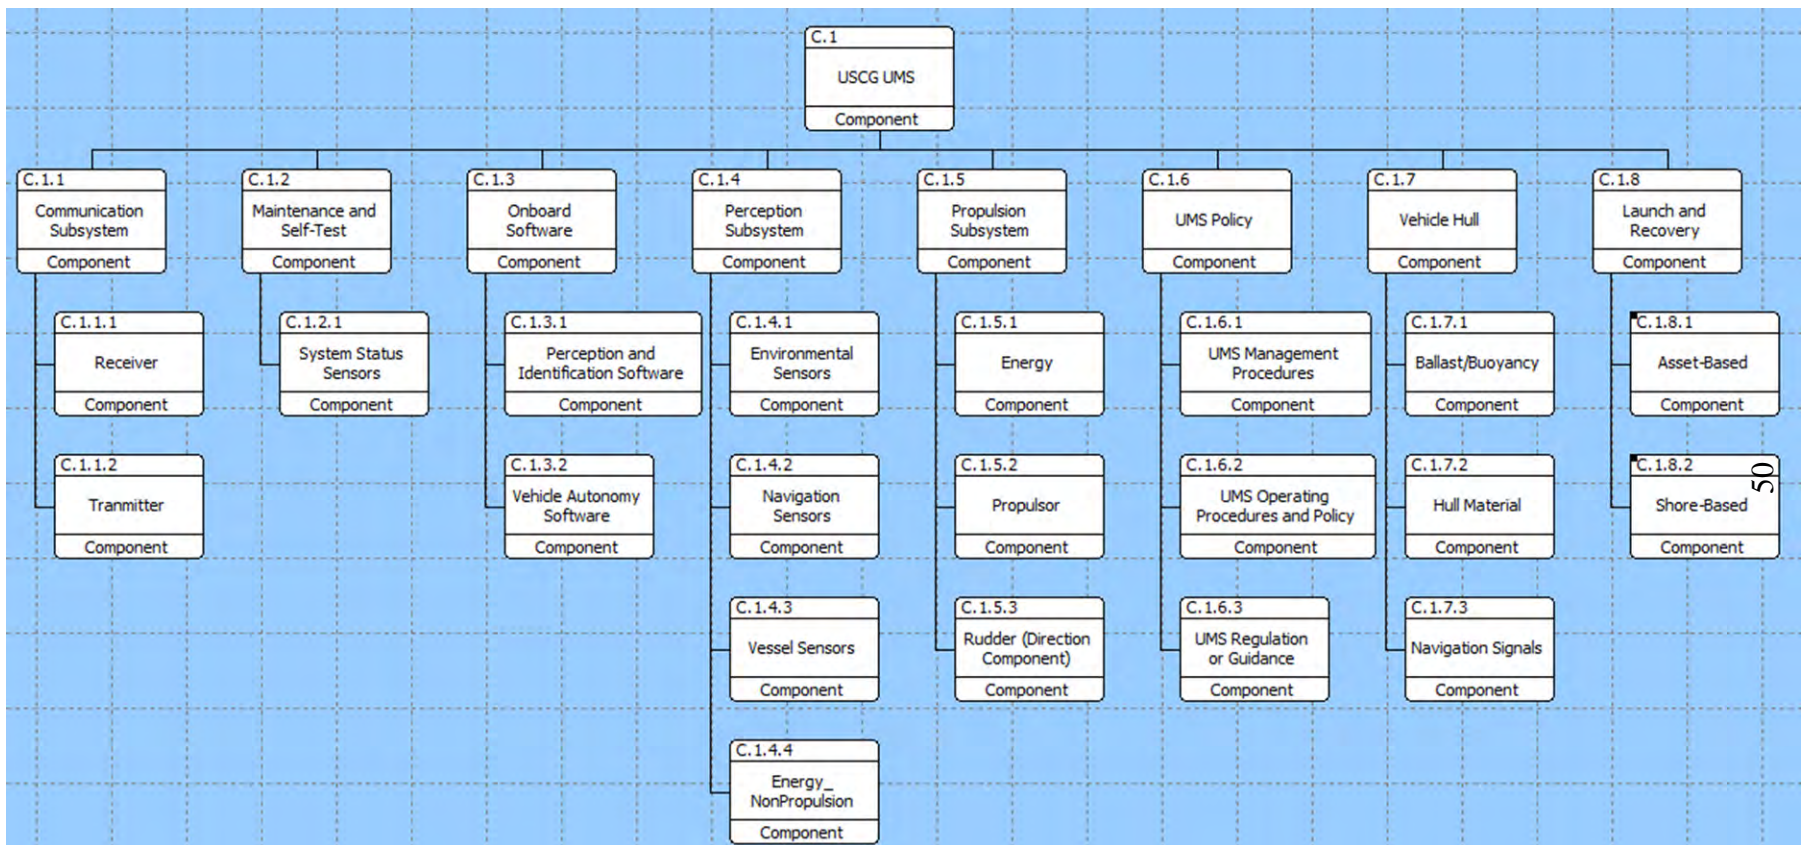 C.1
USCG UMS
Component
C.1.1
Communication
Subsystem
Component
C.1.2
Maintenance and
Self-Test
Component
C.1.3
Onboard
Software
Component
C.1.4
Perception
Subsystem
Component
C.1.5
Propulsion
Subsystem
Component
C.1.6
UMS Policy
Component
C.1.7
Vehicle Hull
Component
C.1.8
Launch and
Recovery
Component
C.1.1.1
Receiver
Component
C.1.2.1
System Status
Sensors
Component
C.1.3.1
Perception and
Identification Software
Component
C.1.4.1
Environmental
Sensors
Component
C.1.5.1
Energy
Component
C.1.6.1
UMS Management
Procedures
Component
C.1.7.1
Ballast/Buoyancy
Component
C.1.8.1
Asset-Based
Component
C.1.1.2
Tranmitter
Component
C.1.3.2
Vehicle Autonomy
Software
Component
C.1.4.2
Navigation
Sensors
Component
C.1.5.2
Propulsor
Component
C.1.6.2
UMS Operating
Procedures and Policy
Component
C.1.7.2
Hull Material
Component
C.1.8.2
Shore-Based
Component
50
C.1.4.3
Vessel Sensors
Component
C.1.5.3
Rudder (Direction
Component)
Component
C.1.6.3
UMS Regulation
or Guidance
Component
C.1.7.3
Navigation Signals
Component
C.1.4.4
Energy_
NonPropulsion
Component